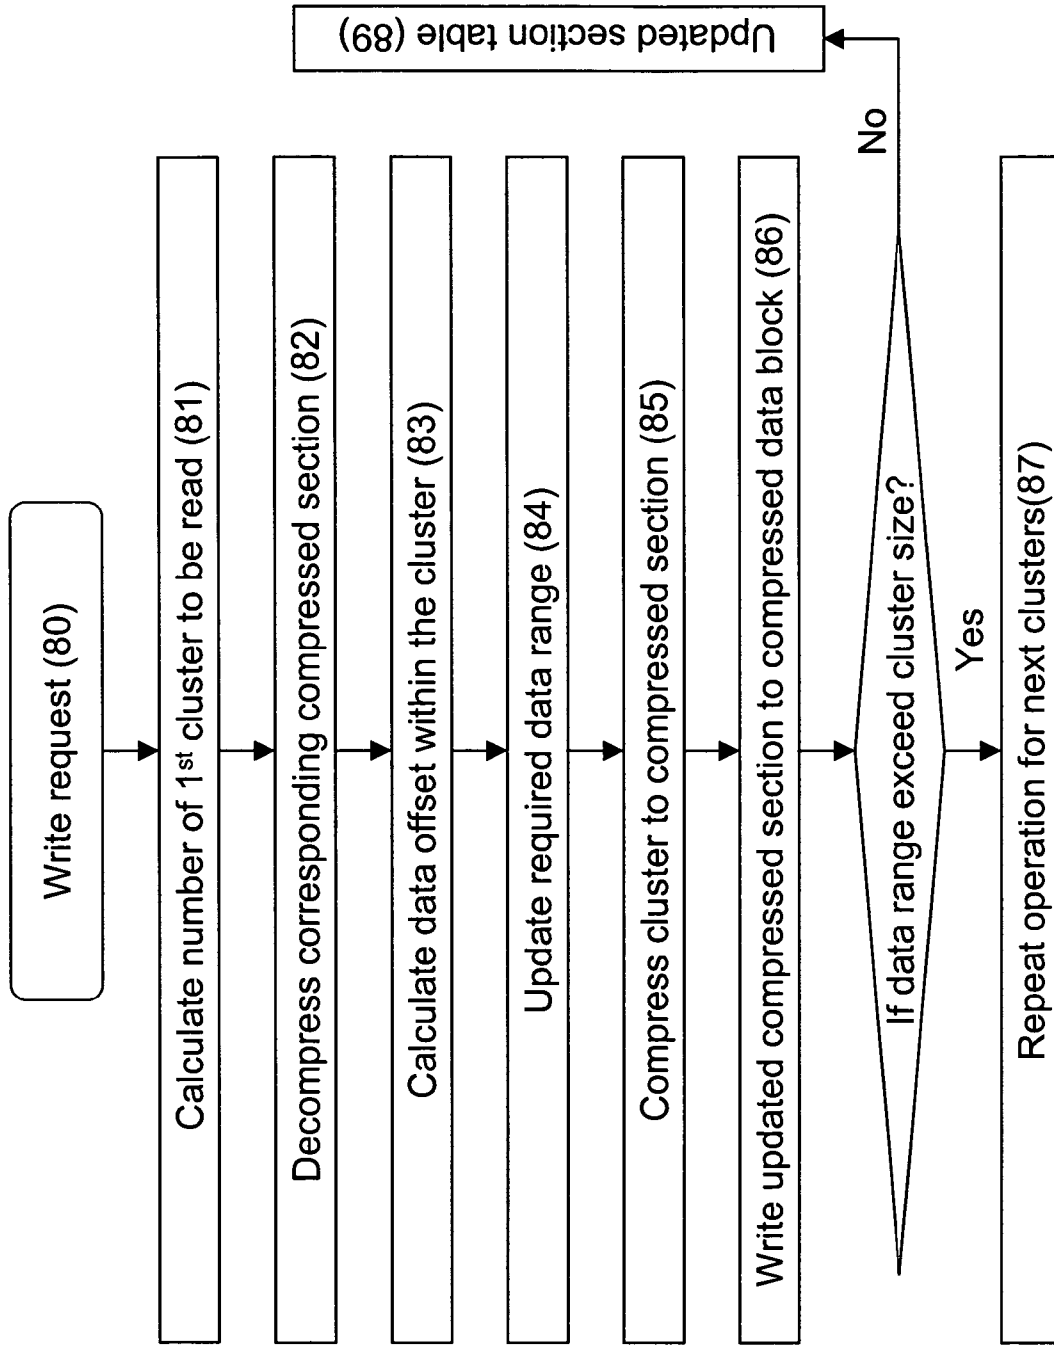 Write request (80)
Calculate number of 1st cluster to be read (81)
Decompress corresponding compressed section (82)
Calculate data offset within the cluster (83)
Update required data range (84)
Compress cluster to compressed section (85)
Write updated compressed section to compressed data block (86)
If data range exceed cluster size?
No
Updated section table (89)
Yes
Repeat operation for next clusters(87)